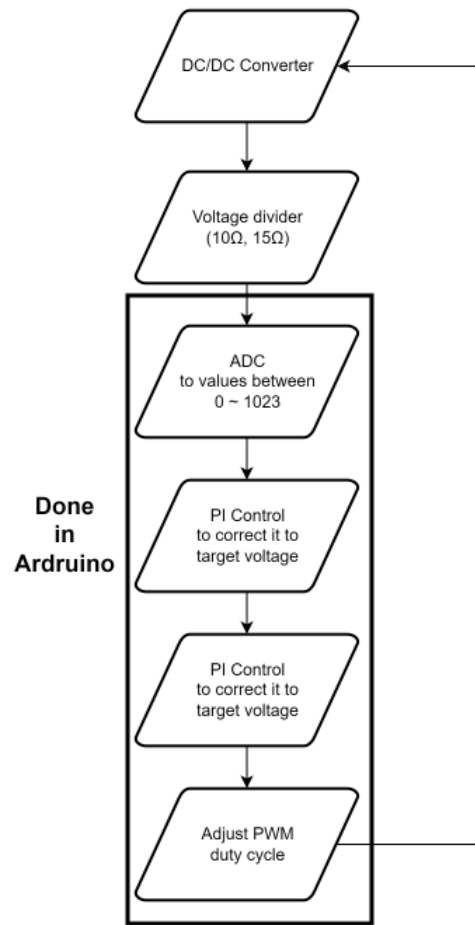 DC/DC Converter
Voltage divider
(10Ω, 15Ω)
ADC
to values between
0 ~ 1023
Done
in
Ardruino
PI Control
to correct it to
target voltage
PI Control
to correct it to
target voltage
Adjust PWM
duty cycle